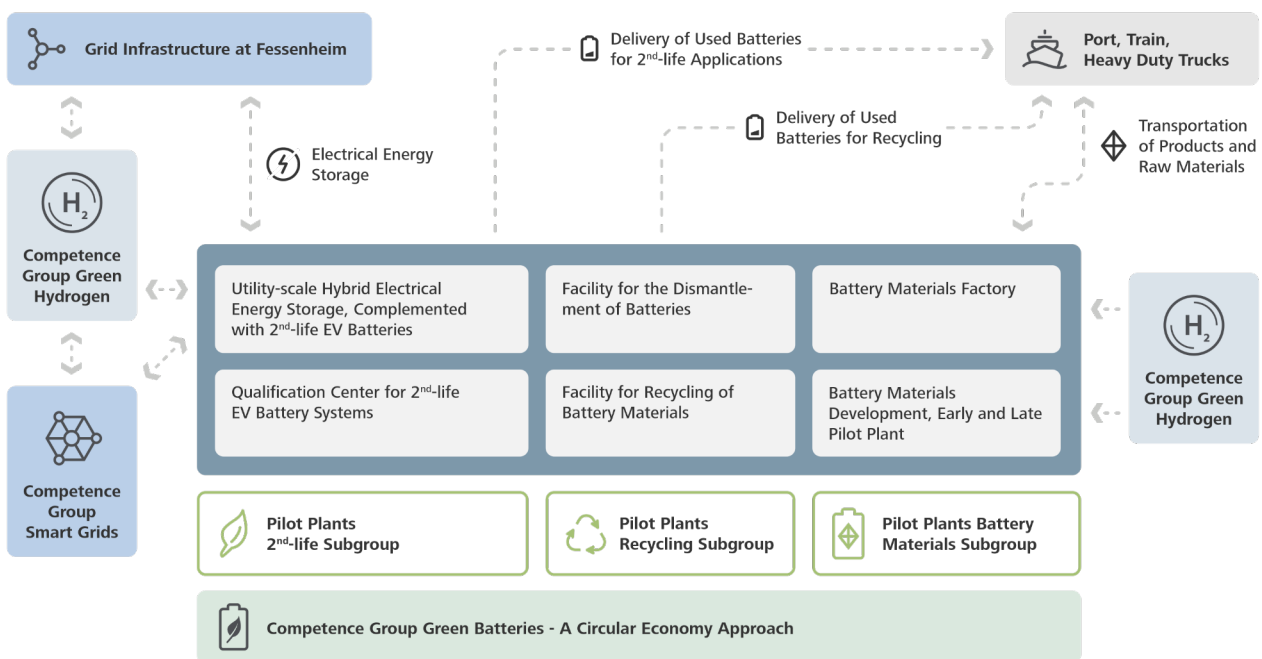 Grid Infrastructure at Fessenheim
Delivery of Used Batteries
for 2nd-life Applications
Port, Train,
Heavy Duty Trucks
Delivery of Used
Batteries for Recycling
Transportation
of Products and
Raw Materials
Electrical Energy
Storage
H2
Competence
Group Green
Hydrogen
Utility-scale Hybrid Electrical
Energy Storage, Complemented
with 2nd-life EV Batteries
Facility for the Dismantle-
ment of Batteries
Battery Materials Factory
H2
Competence
Group Green
Hydrogen
Qualification Center for 2nd-life
EV Battery Systems
Facility for Recycling of
Battery Materials
Battery Materials
Development, Early and Late
Pilot Plant
Competence
Group
Smart Grids
Pilot Plants
2nd-life Subgroup
Pilot Plants
Recycling Subgroup
Pilot Plants Battery
Materials Subgroup
Competence Group Green Batteries - A Circular Economy Approach